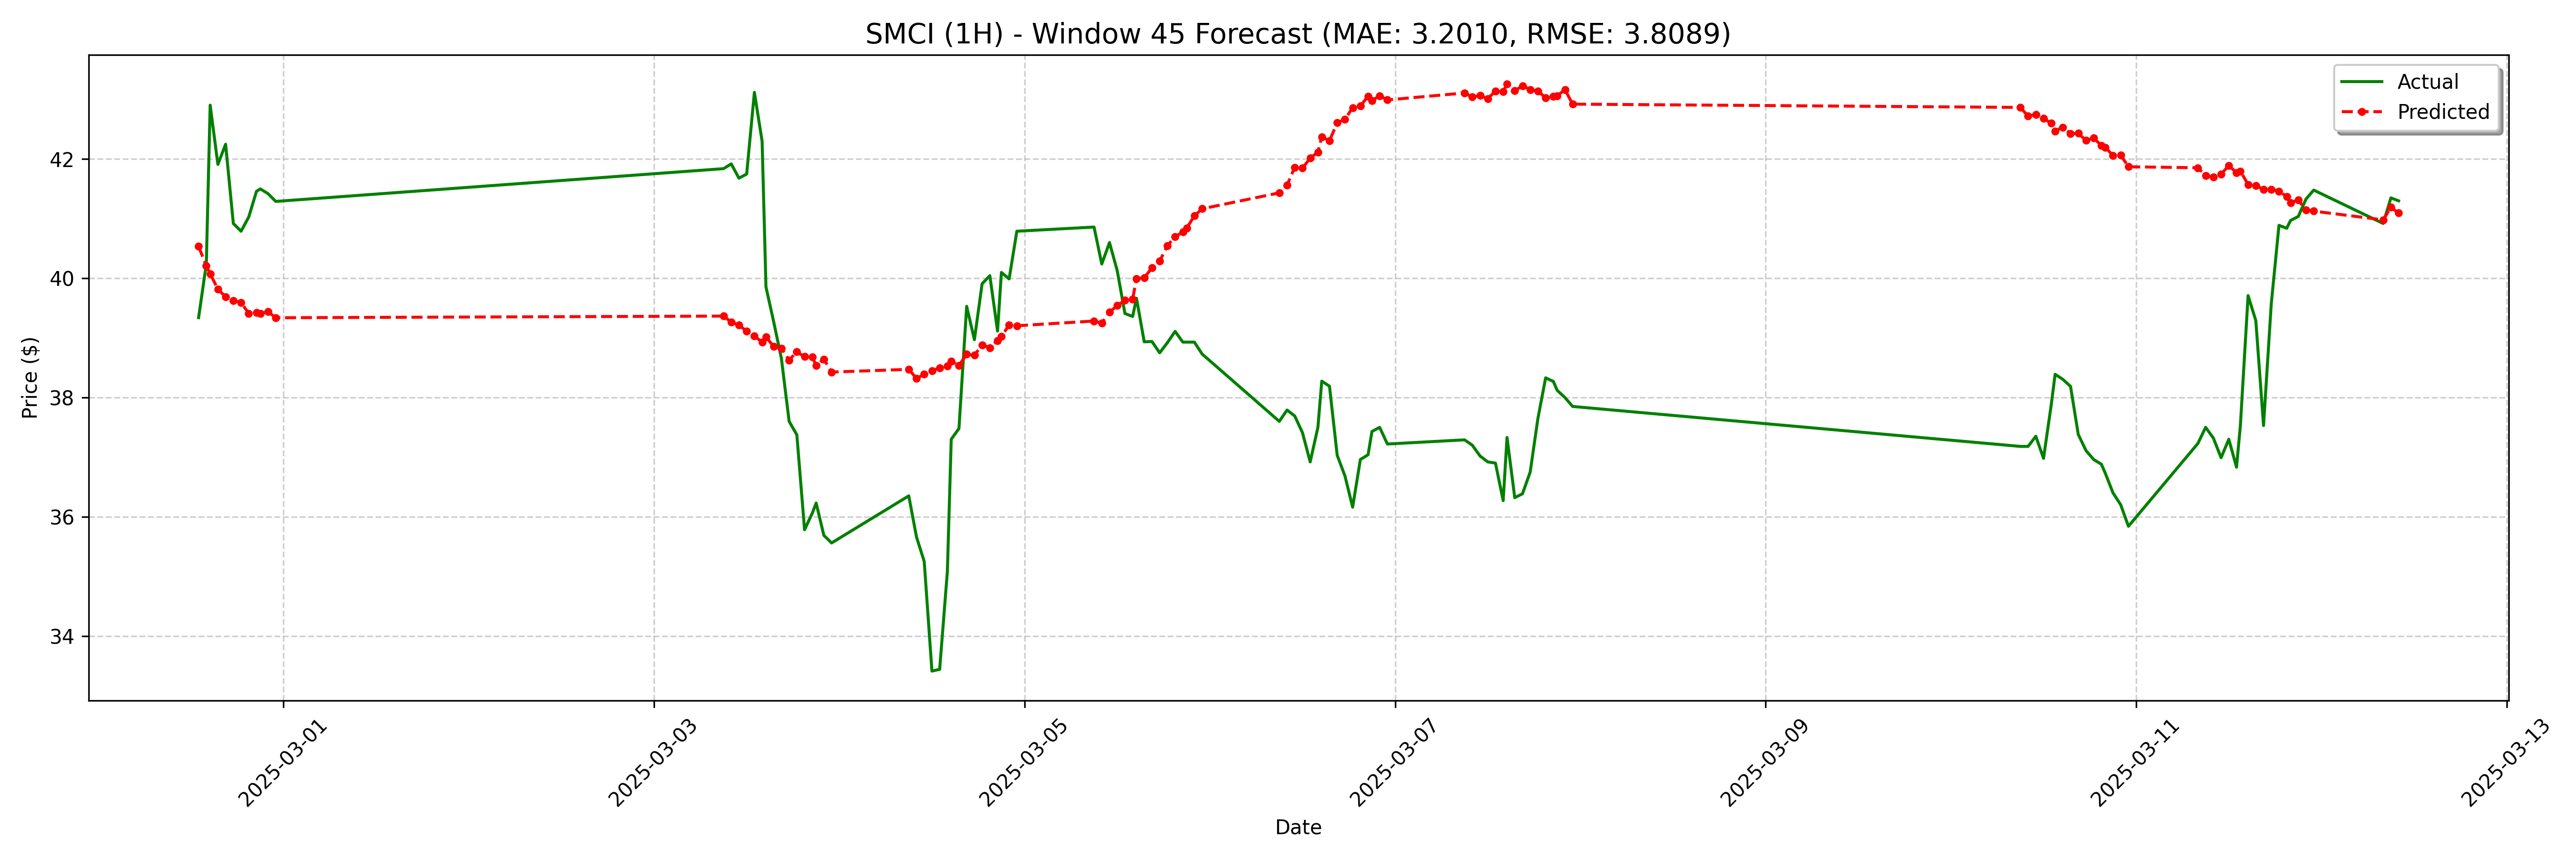 SMCI (1H) - Window 45 Forecast (MAE: 3.2010, RMSE: 3.8089)
Actual
Predicted
Price ($)
42
40
38
36
34
2025-03-01
2025-03-03
2025-03-05
2025-03-07
2025-03-09
2025-03-11
2025-03-13
Date